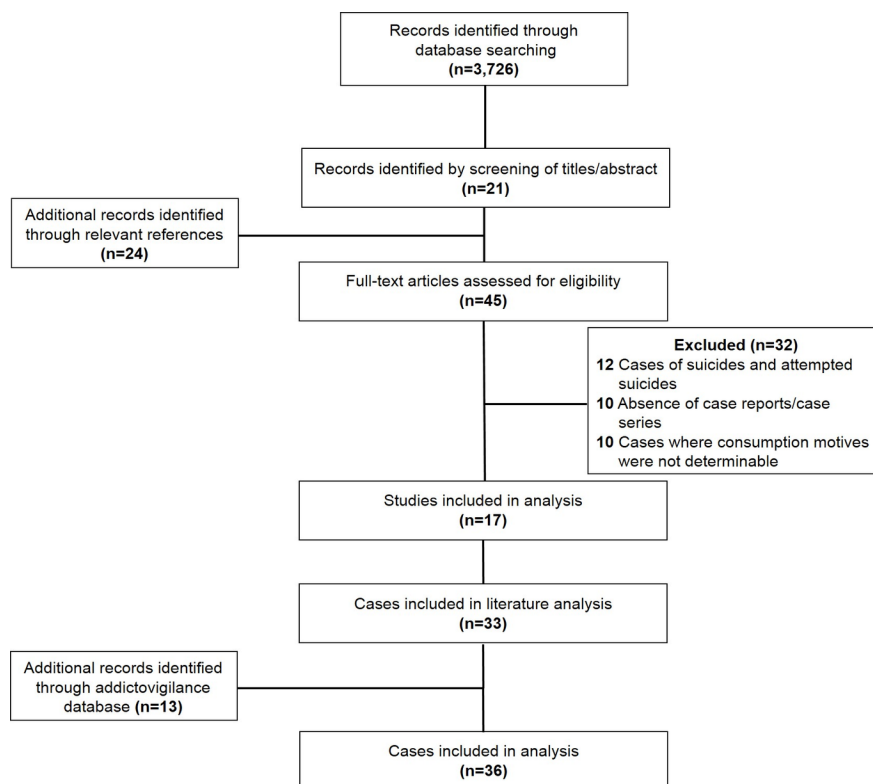 Records identified through
database searching
(n=3,726)
Records identified by screening of titles/abstract
(n=21)
Additional records identified
through relevant references
(n=24)
Full-text articles assessed for eligibility
(n=45)
Excluded (n=32)
12 Cases of suicides and attempted
suicides
10 Absence of case reports/case
series
10 Cases where consumption motives
were not determinable
Studies included in analysis
(n=17)
Cases included in literature analysis
(n=33)
Additional records identified
through addictovigilance
database (n=13)
Cases included in analysis
(n=36)